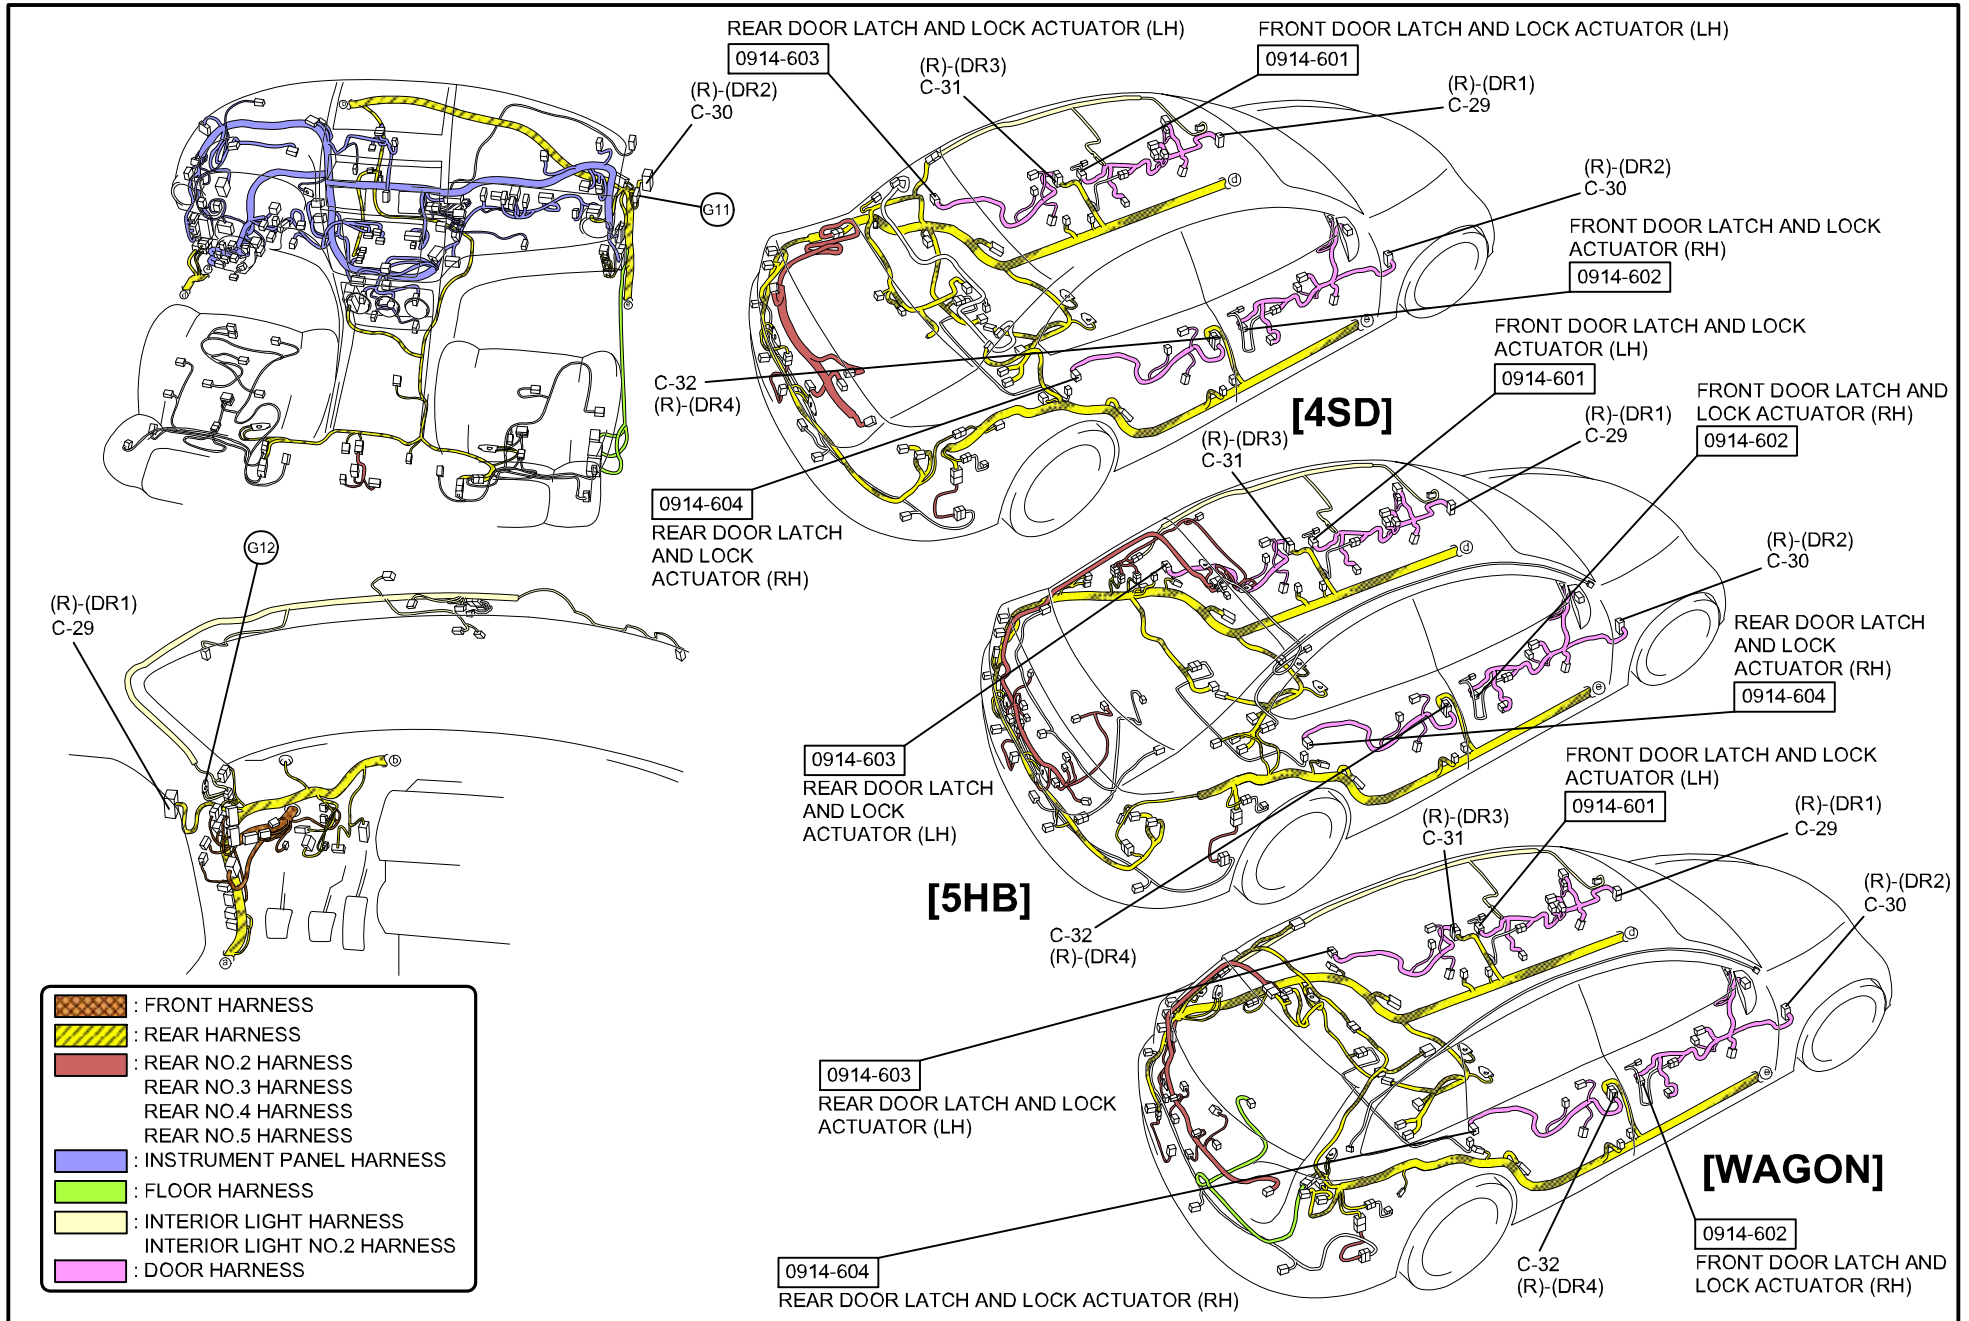 REAR DOOR LATCH AND LOCK ACTUATOR (LH)
0914-603
(R)-(DR2)
C-30
G11
(R)-(DR3)
C-31
FRONT DOOR LATCH AND LOCK ACTUATOR (LH)
0914-601
(R)-(DR1)
C-29
(R)-(DR2)
C-30
FRONT DOOR LATCH AND LOCK
ACTUATOR (RH)
0914-602
C-32
(R)-(DR4)
[4SD]
0914-604
REAR DOOR LATCH
AND LOCK
ACTUATOR (RH)
FRONT DOOR LATCH AND LOCK
ACTUATOR (LH)
0914-601
(R)-(DR3)
C-31
(R)-(DR1)
C-29
FRONT DOOR LATCH AND
LOCK ACTUATOR (RH)
0914-602
(R)-(DR2)
C-30
REAR DOOR LATCH
AND LOCK
ACTUATOR (RH)
0914-604
0914-603
REAR DOOR LATCH
AND LOCK
ACTUATOR (LH)
[5HB]
C-32
(R)-(DR4)
G12
(R)-(DR1)
C-29
b
a
FRONT DOOR LATCH AND LOCK
ACTUATOR (LH)
0914-601
(R)-(DR3)
C-31
(R)-(DR1)
C-29
(R)-(DR2)
C-30
0914-603
REAR DOOR LATCH AND LOCK
ACTUATOR (LH)
[WAGON]
0914-604
REAR DOOR LATCH AND LOCK ACTUATOR (RH)
C-32
(R)-(DR4)
0914-602
FRONT DOOR LATCH AND
LOCK ACTUATOR (RH)
: FRONT HARNESS
: REAR HARNESS
: REAR NO.2 HARNESS
REAR NO.3 HARNESS
REAR NO.4 HARNESS
REAR NO.5 HARNESS
: INSTRUMENT PANEL HARNESS
: FLOOR HARNESS
: INTERIOR LIGHT HARNESS
INTERIOR LIGHT NO.2 HARNESS
: DOOR HARNESS